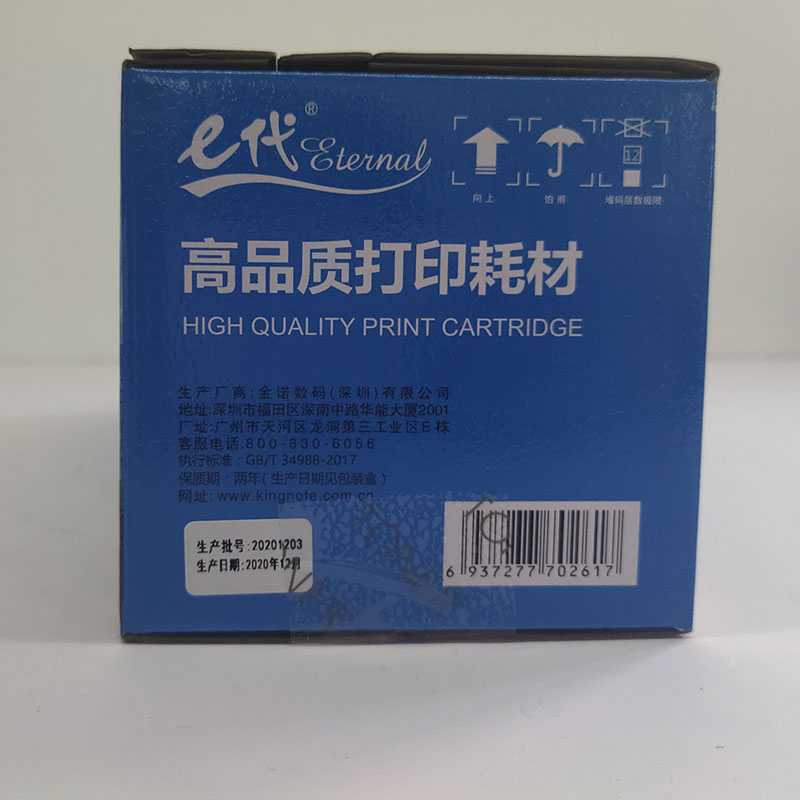 e代® Eternal
12
向上 怕雨 堆码层数极限
高品质打印耗材
HIGH QUALITY PRINT CARTRIDGE
生产厂商:金诺数码(深圳)有限公司
地址:深圳市福田区深南中路华能大厦2001
厂址:广州市天河区龙洞第三工业区E栋
客服电话:800-830-6056
执行标准: GB/T 34988-2017
保质期: 两年(生产日期见包装盒)
网址: www.kingnote.com.cn
生产批号:20201203
生产日期:2020年12月
6 937277 702617